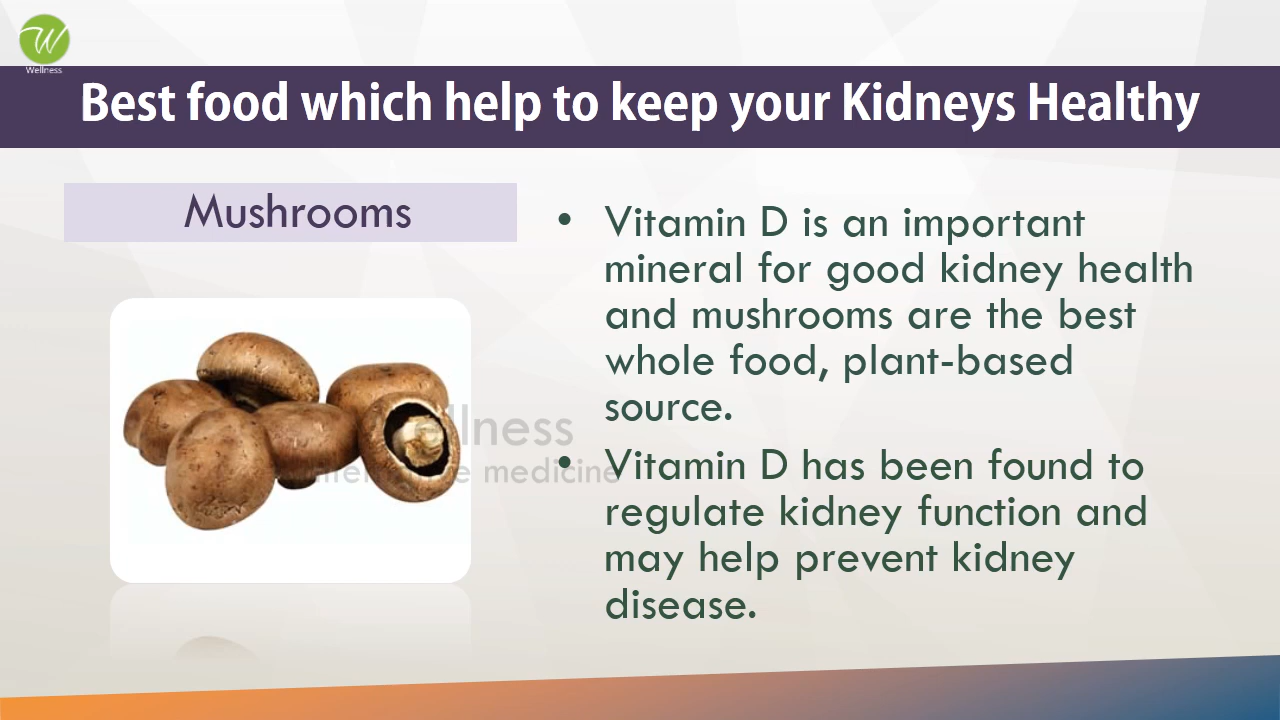 Wellness
Best food which help to keep your Kidneys Healthy
Mushrooms
• Vitamin D is an important
mineral for good kidney health
and mushrooms are the best
whole food, plant-based
source.
• Vitamin D has been found to
regulate kidney function and
may help prevent kidney
disease.
medicine